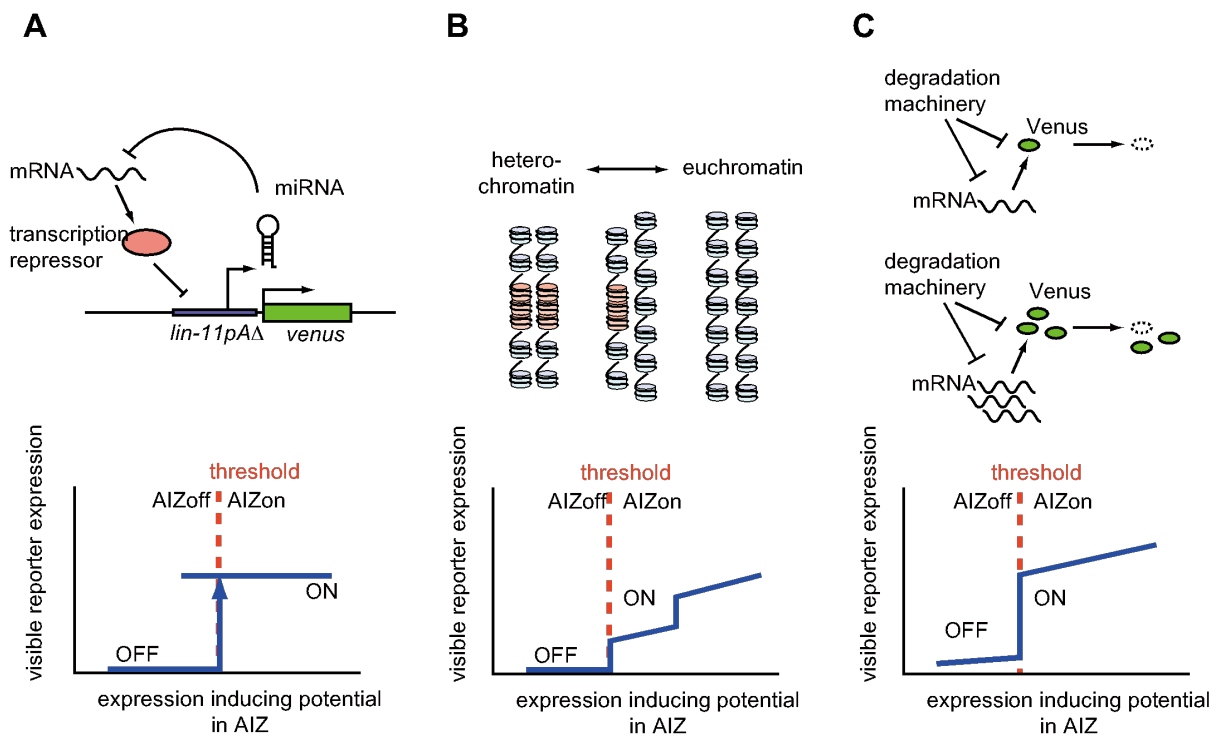 A
mRNA
miRNA
transcription
repressor
lin-11pAΔ
venus
visible reporter expression
threshold
AIZoff
AIZon
ON
OFF
expression inducing potential
in AIZ
B
hetero-
chromatin
euchromatin
visible reporter expression
threshold
AIZoff
AIZon
ON
OFF
expression inducing potential
in AIZ
C
degradation
machinery
Venus
mRNA
degradation
machinery
Venus
mRNA
visible reporter expression
threshold
AIZoff
AIZon
ON
OFF
expression inducing potential
in AIZ